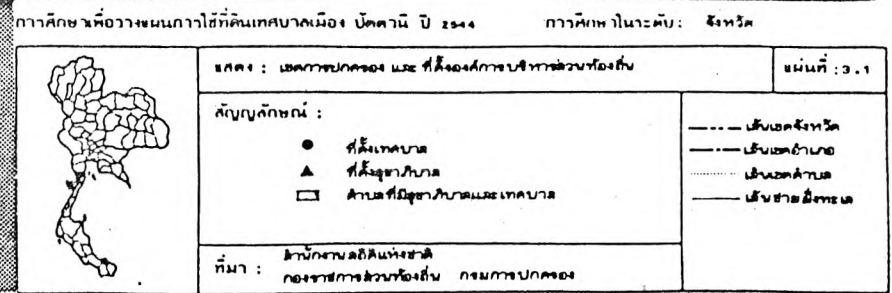 การศึกษาเพื่อวางแผนการใช้ที่ดินเทศบาลเมือง ปัตตานี ปี 2544 การศึกษาในระดับ : จังหวัด
แสดง : เขตการปกครอง และ ที่ตั้งองค์การบริหารส่วนท้องถิ่น แผ่นที่ : 3.1
สัญญลักษณ์ :
ที่ตั้งเทศบาล
ที่ตั้งสุขาภิบาล
ตำบลที่มีสุขาภิบาลและเทศบาล
เส้นเขตจังหวัด
เส้นเขตอำเภอ
เส้นเขตตำบล
เส้นชายฝั่งทะเล
ที่มา : สำนักงานสถิติแห่งชาติ
กองราชการส่วนท้องถิ่น กรมการปกครอง